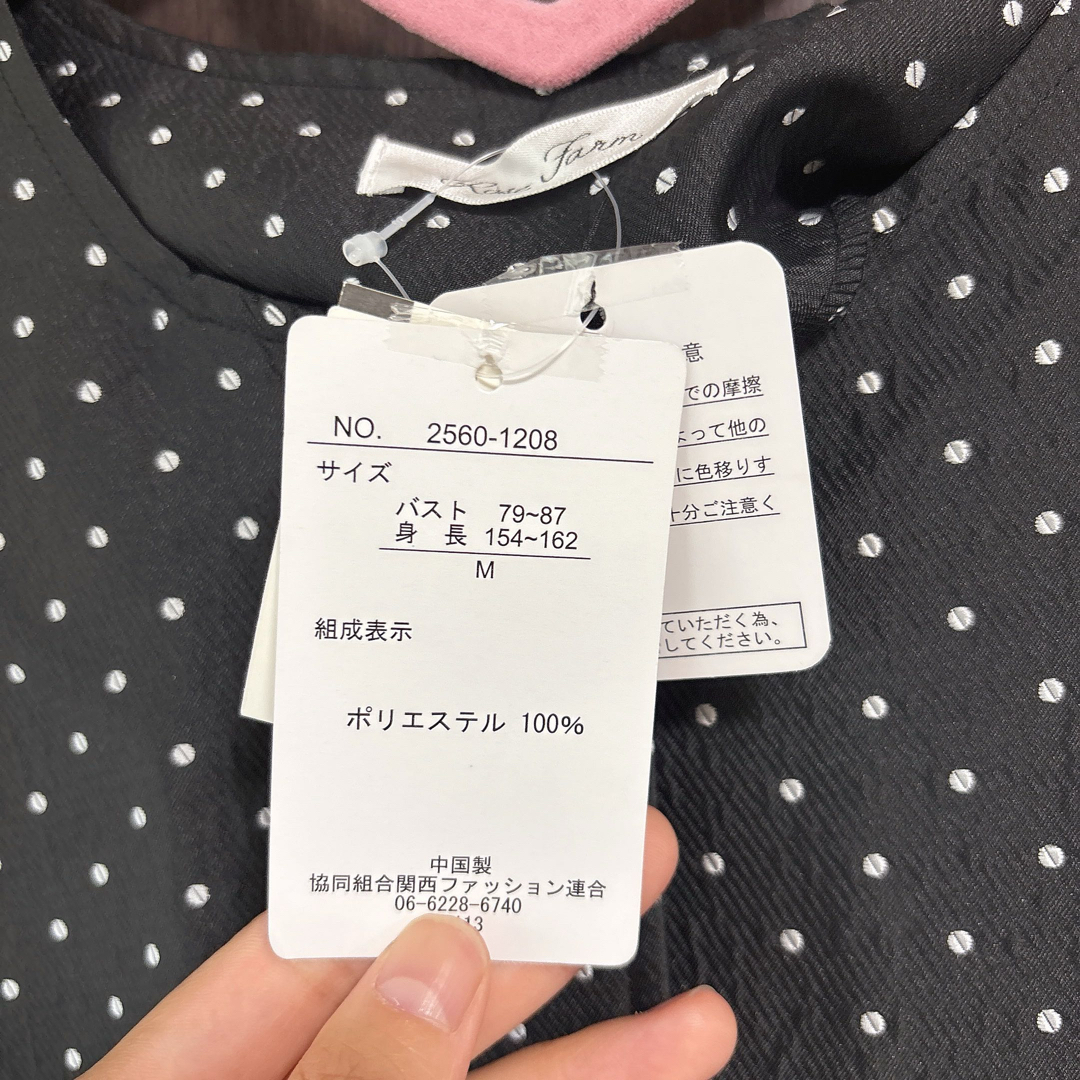 Farm
NO. 2560-1208
サイズ
バスト 79~87
身 長 154~162
M
組成表示
ポリエステル 100%
中国製
協同組合関西ファッション連合
06-6228-6740
13
意
での摩擦
よって他の
に色移りす
十分ご注意く
ていただく為、
してください。